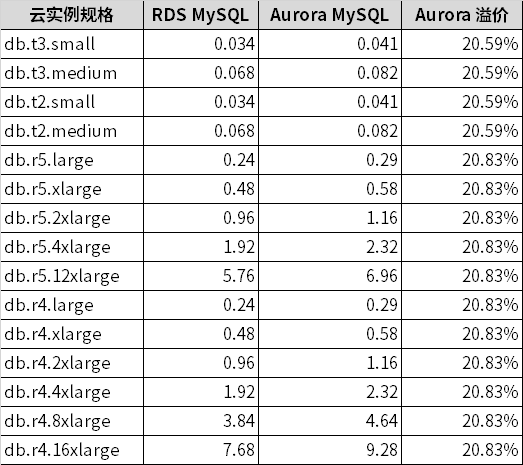 云实例规格 RDS MySQL Aurora MySQL Aurora 溢价
db.t3.small 0.034 0.041 20.59%
db.t3.medium 0.068 0.082 20.59%
db.t2.small 0.034 0.041 20.59%
db.t2.medium 0.068 0.082 20.59%
db.r5.large 0.24 0.29 20.83%
db.r5.xlarge 0.48 0.58 20.83%
db.r5.2xlarge 0.96 1.16 20.83%
db.r5.4xlarge 1.92 2.32 20.83%
db.r5.12xlarge 5.76 6.96 20.83%
db.r4.large 0.24 0.29 20.83%
db.r4.xlarge 0.48 0.58 20.83%
db.r4.2xlarge 0.96 1.16 20.83%
db.r4.4xlarge 1.92 2.32 20.83%
db.r4.8xlarge 3.84 4.64 20.83%
db.r4.16xlarge 7.68 9.28 20.83%